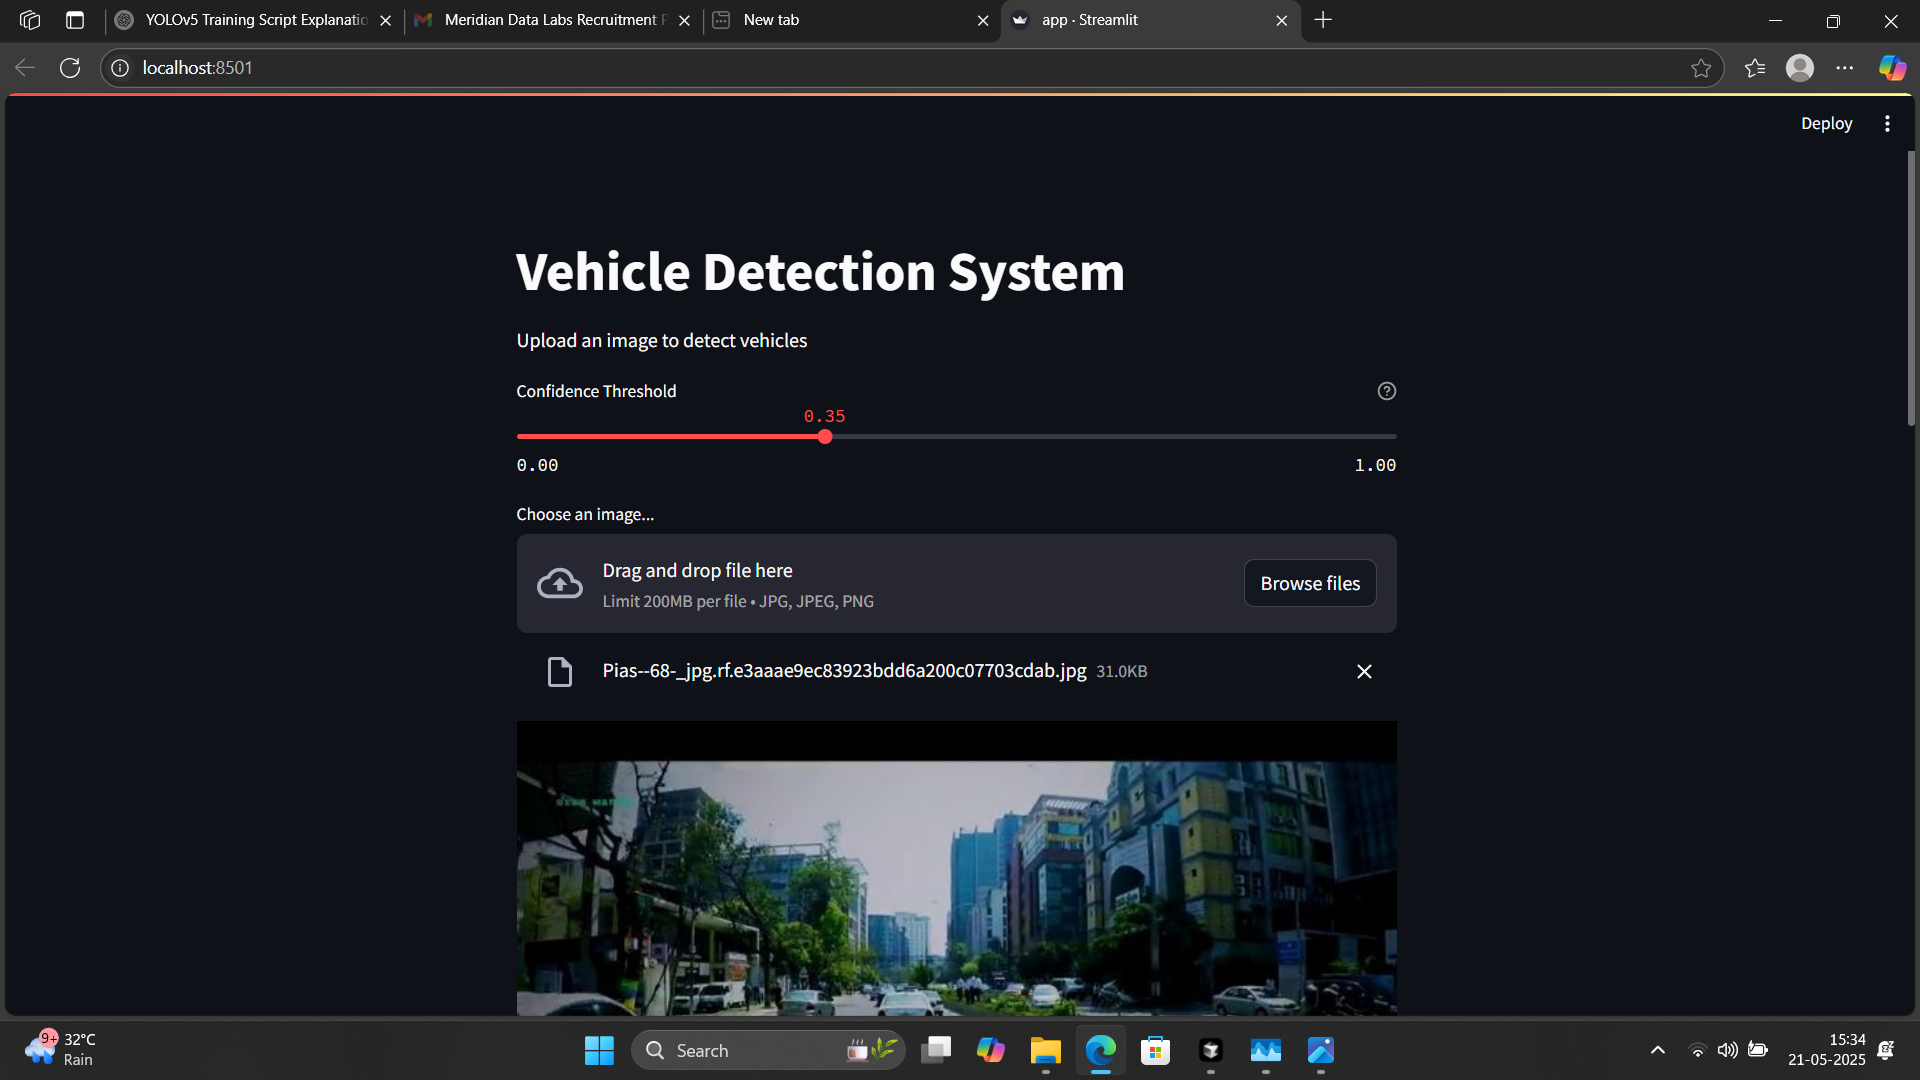 YOLOv5 Training Script Explanatio
Meridian Data Labs Recruitment P
New tab
app · Streamlit
localhost:8501
Deploy
Vehicle Detection System
Upload an image to detect vehicles
Confidence Threshold
0.35
0.00
1.00
Choose an image...
Drag and drop file here
Limit 200MB per file • JPG, JPEG, PNG
Browse files
Pias--68-_jpg.rf.e3aaae9ec83923bdd6a200c07703cdab.jpg 31.0KB
9+
32°C
Rain
Search
15:34
21-05-2025